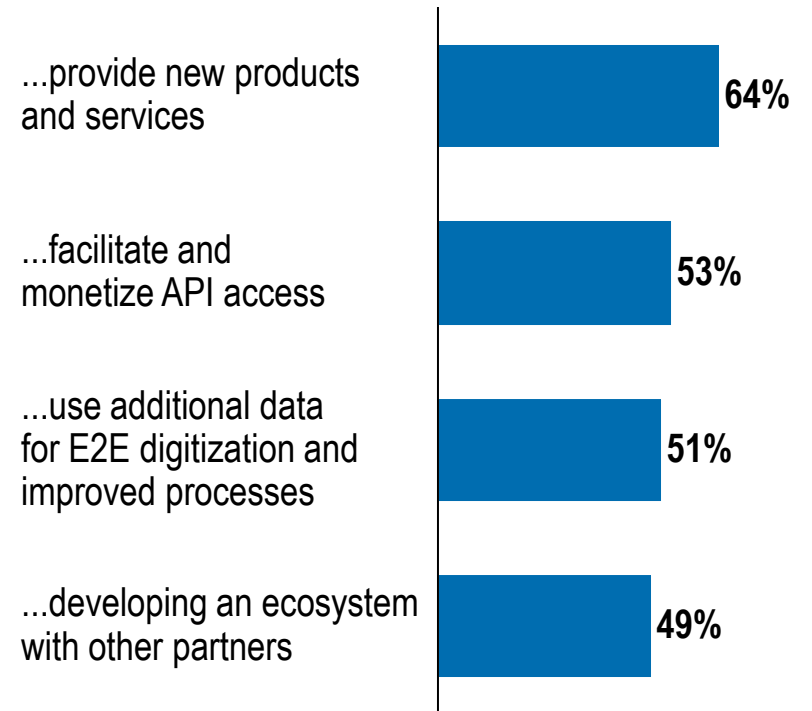 ...provide new products
and services
64%
...facilitate and
monetize API access
53%
...use additional data
for E2E digitization and
improved processes
51%
...developing an ecosystem
with other partners
49%